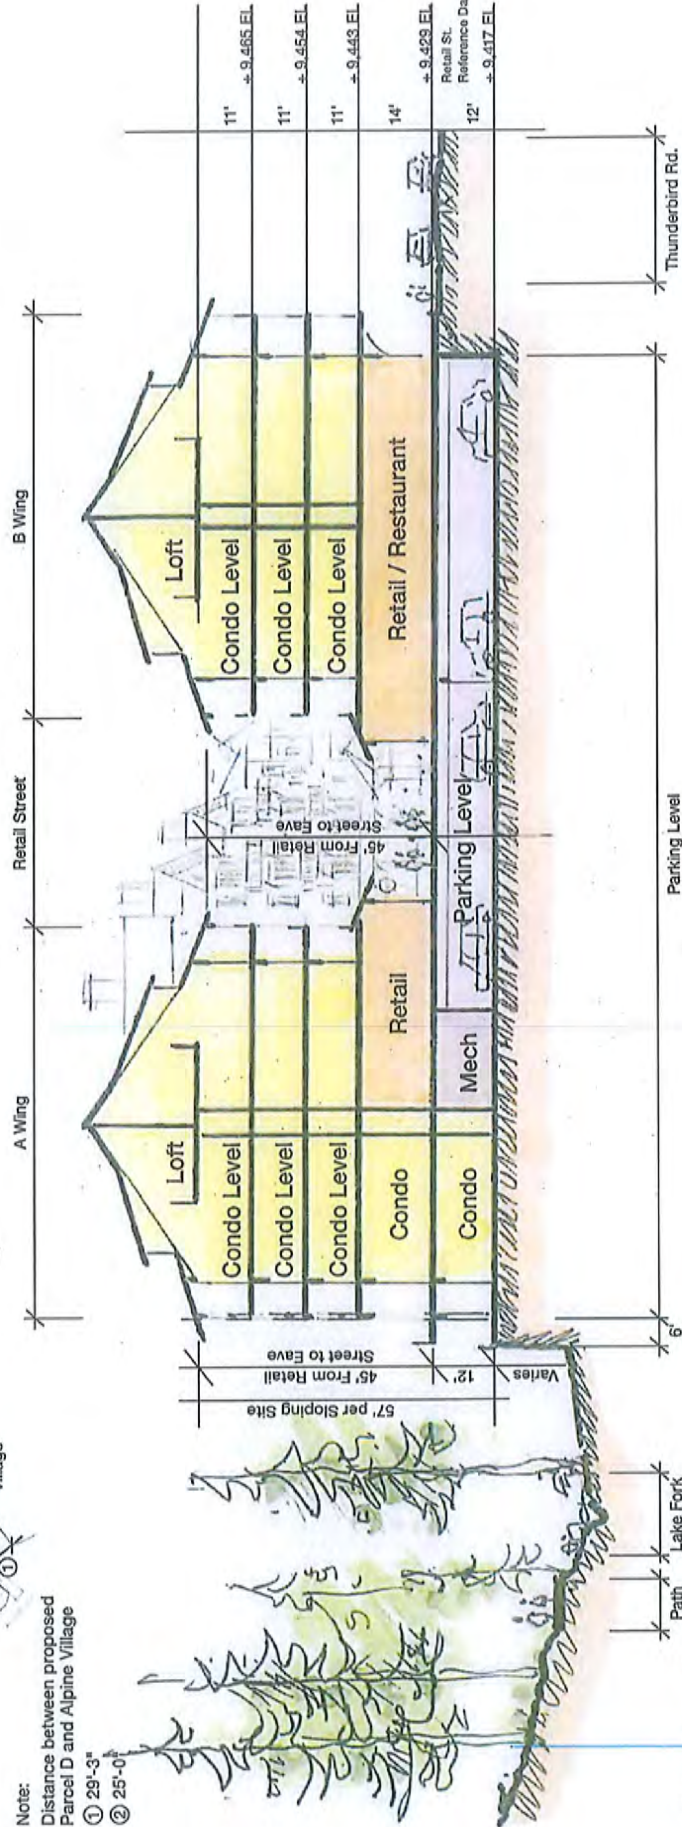 Note:
Distance between proposed
Parcel D and Alpine Village
① 29'-3"
② 25'-0"
①
Village
A Wing
Retail Street
B Wing
Loft
Condo Level
Condo Level
Condo Level
Condo
Condo
Retail
Mech
Parking Level
45' From Retail
Street to Eave
Loft
Condo Level
Condo Level
Condo Level
Retail / Restaurant
57' per Sloping Site
45' From Retail
Street to Eave
12'
Varies
11'
+ 9,465 EL
11'
+ 9,454 EL
11'
+ 9,443 EL
14'
+ 9,429 EL
Retail St.
Reference Da
12'
+ 9,417 EL
Path
Lake Fork
6'
Parking Level
Thunderbird Rd.